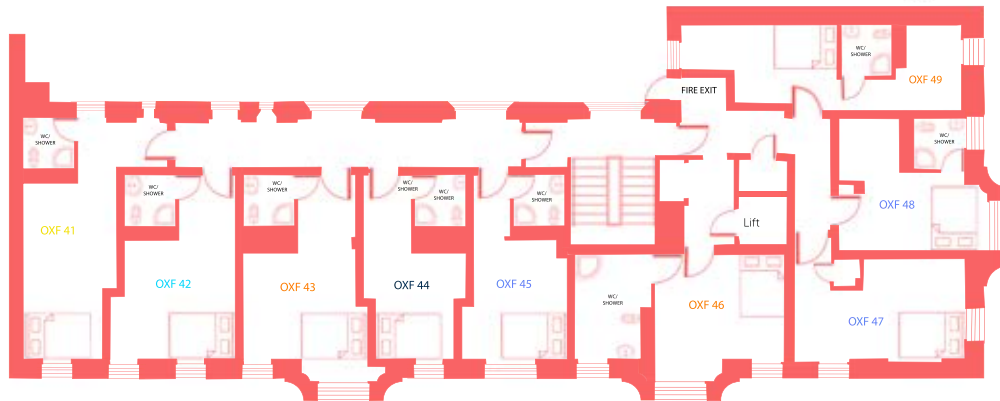 WC/
SHOWER
OXF 49
FIRE EXIT
WC/
SHOWER
WC/
SHOWER
WC/
SHOWER
WC/
SHOWER
WC/
SHOWER
WC/
SHOWER
WC/
SHOWER
OXF 41
Lift
OXF 48
OXF 42
OXF 43
OXF 44
OXF 45
WC/
SHOWER
OXF 46
OXF 47